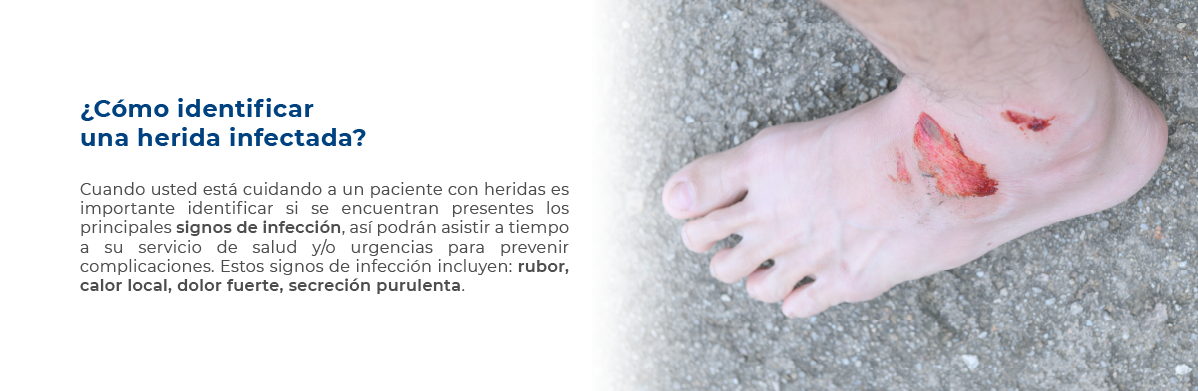 ¿Cómo identificar
una herida infectada?
Cuando usted está cuidando a un paciente con heridas es
importante identificar si se encuentran presentes los
principales signos de infección, así podrán asistir a tiempo
a su servicio de salud y/o urgencias para prevenir
complicaciones. Estos signos de infección incluyen: rubor,
calor local, dolor fuerte, secreción purulenta.